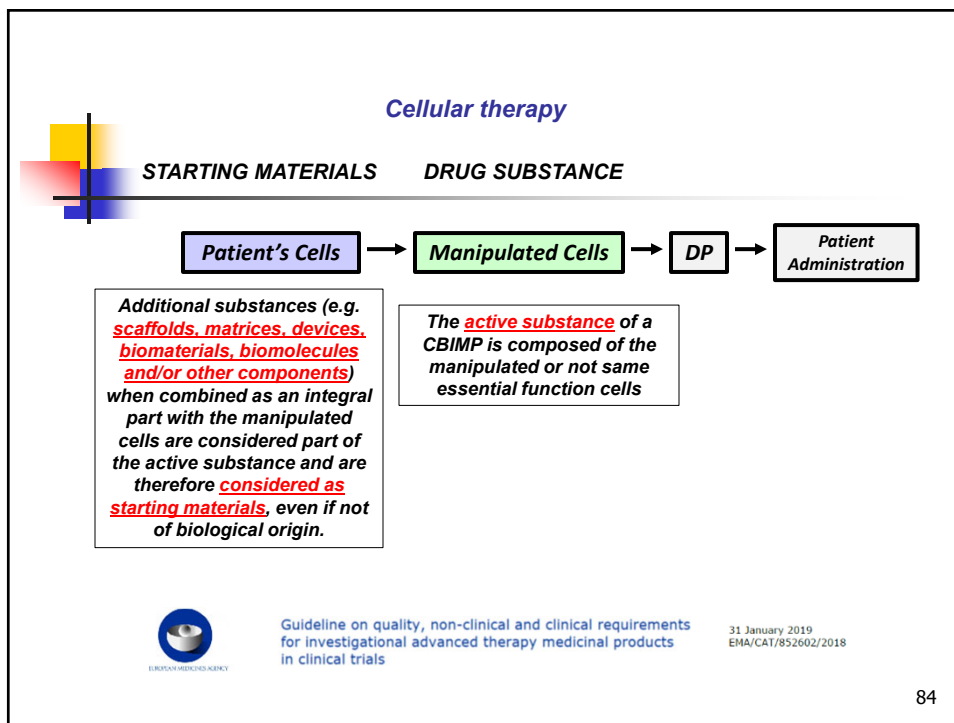 Cellular therapy
STARTING MATERIALS DRUG SUBSTANCE
Patient's Cells
Manipulated Cells
DP
Patient
Administration
Additional substances (e.g.
scaffolds, matrices, devices,
biomaterials, biomolecules
and/or other components)
when combined as an integral
part with the manipulated
cells are considered part of
the active substance and are
therefore considered as
starting materials, even if not
of biological origin.
The active substance of a
CBIMP is composed of the
manipulated or not same
essential function cells
EUROPEAN MEDICINES AGENCY
Guideline on quality, non-clinical and clinical requirements
for investigational advanced therapy medicinal products
in clinical trials
31 January 2019
EMA/CAT/852602/2018
84